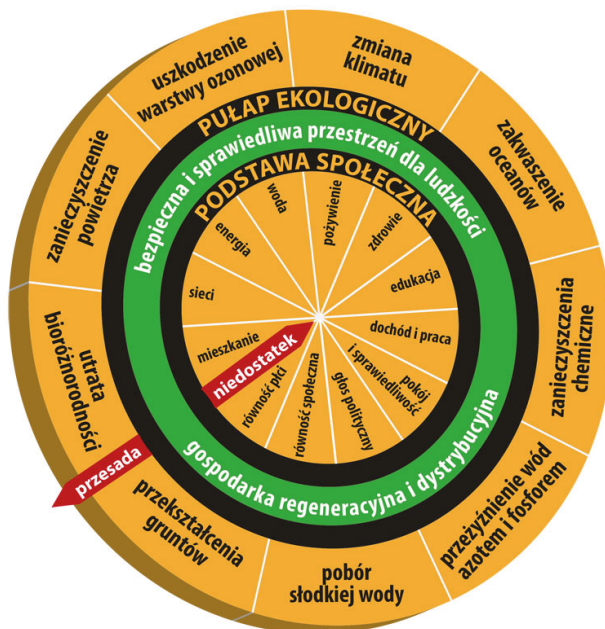 zmiana
klimatu
zakwaszenie
oceanów
zanieczyszczenia
chemiczne
przeżyźnienie wód
azotem i fosforem
pobór
słodkiej wody
przekształcenia
gruntów
utrata
bioróżnorodności
zanieczyszczenie
powietrza
uszkodzenie
warstwy ozonowej
PUŁAP EKOLOGICZNY
bezpieczna i sprawiedliwa przestrzeń dla ludzkości
gospodarka regeneracyjna i dystrybucyjna
PODSTAWA SPOŁECZNA
woda
pożywienie
zdrowie
edukacja
dochód i praca
pokój
i sprawiedliwość
głos polityczny
równość społeczna
równość płci
mieszkanie
sieci
energia
niedostatek
przesada